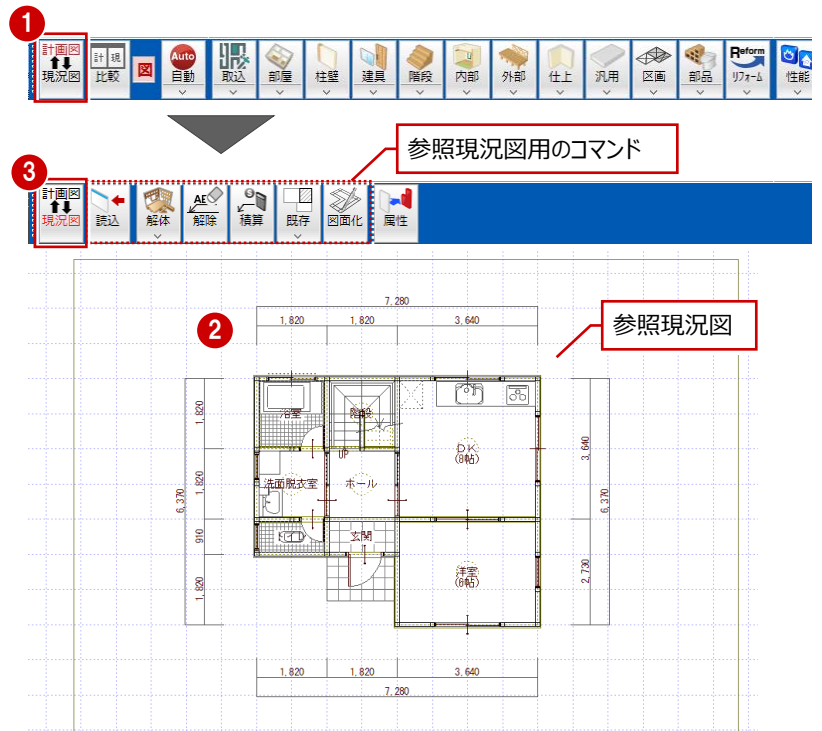 1
計画図 計 現 図 Auto Reform
現況図 比較 自動 取込 部屋 柱壁 建具 階段 内部 外部 仕上 汎用 区画 部品 リフォーム 性能
参照現況図用のコマンド
3
計画図 AE
現況図 読込 解体 解除 積算 既存 図面化 属性
7,280
1,820 1,820 3,640
2
参照現況図
1,820
浴室 階段
3,640
DK
(8帖)
UP
1,820
洗面脱衣室 ホール
6,370
6,370
910
玄関
洋室
(6帖)
2,730
1,820
1,820 1,820 3,640
7,280